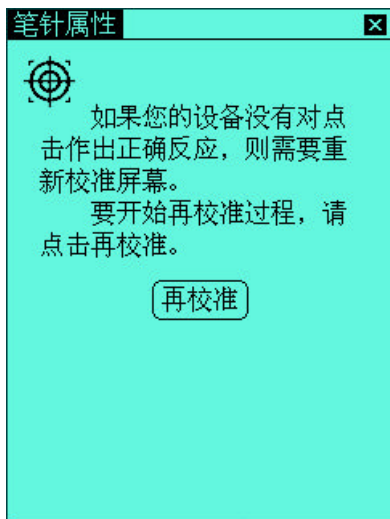 笔针属性
如果您的设备没有对点
击作出正确反应，则需要重
新校准屏幕。
要开始再校准过程，请
点击再校准。
再校准